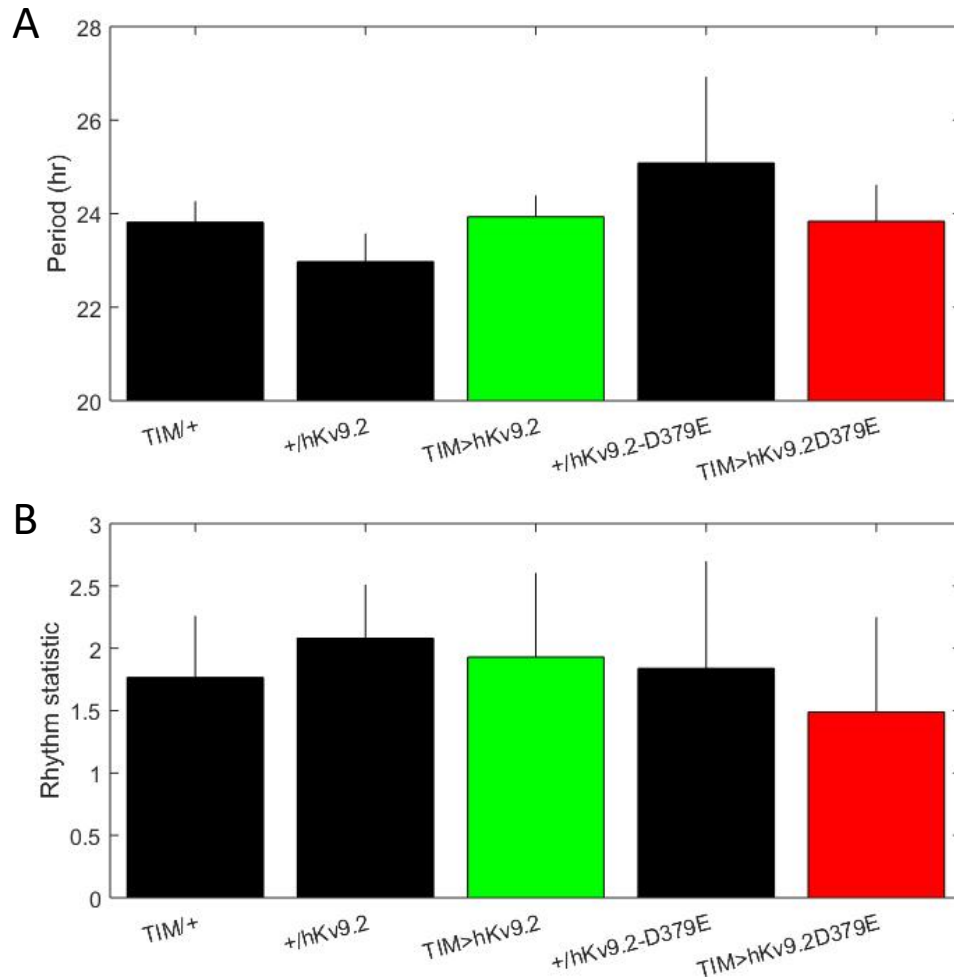 A
28
26
24
22
20
Period (hr)
TIM/+
+/hKv9.2
TIM>hKv9.2
+/hKv9.2-D379E
TIM>hKv9.2D379E
B
3
2.5
2
1.5
1
0.5
0
Rhythm statistic
TIM/+
+/hKv9.2
TIM>hKv9.2
+/hKv9.2-D379E
TIM>hKv9.2D379E